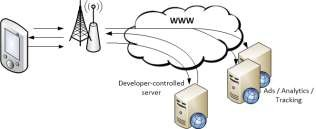 WWW
Developer-controlled
server
Ads / Analytics /
Tracking